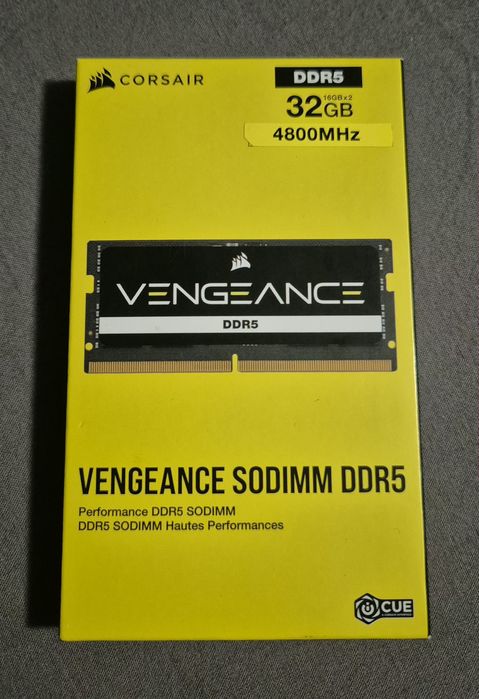 CORSAIR
DDR5
16GBx2
32GB
4800MHz
VENGEANCE
DDR5
VENGEANCE SODIMM DDR5
Performance DDR5 SODIMM
DDR5 SODIMM Hautes Performances
iCUE